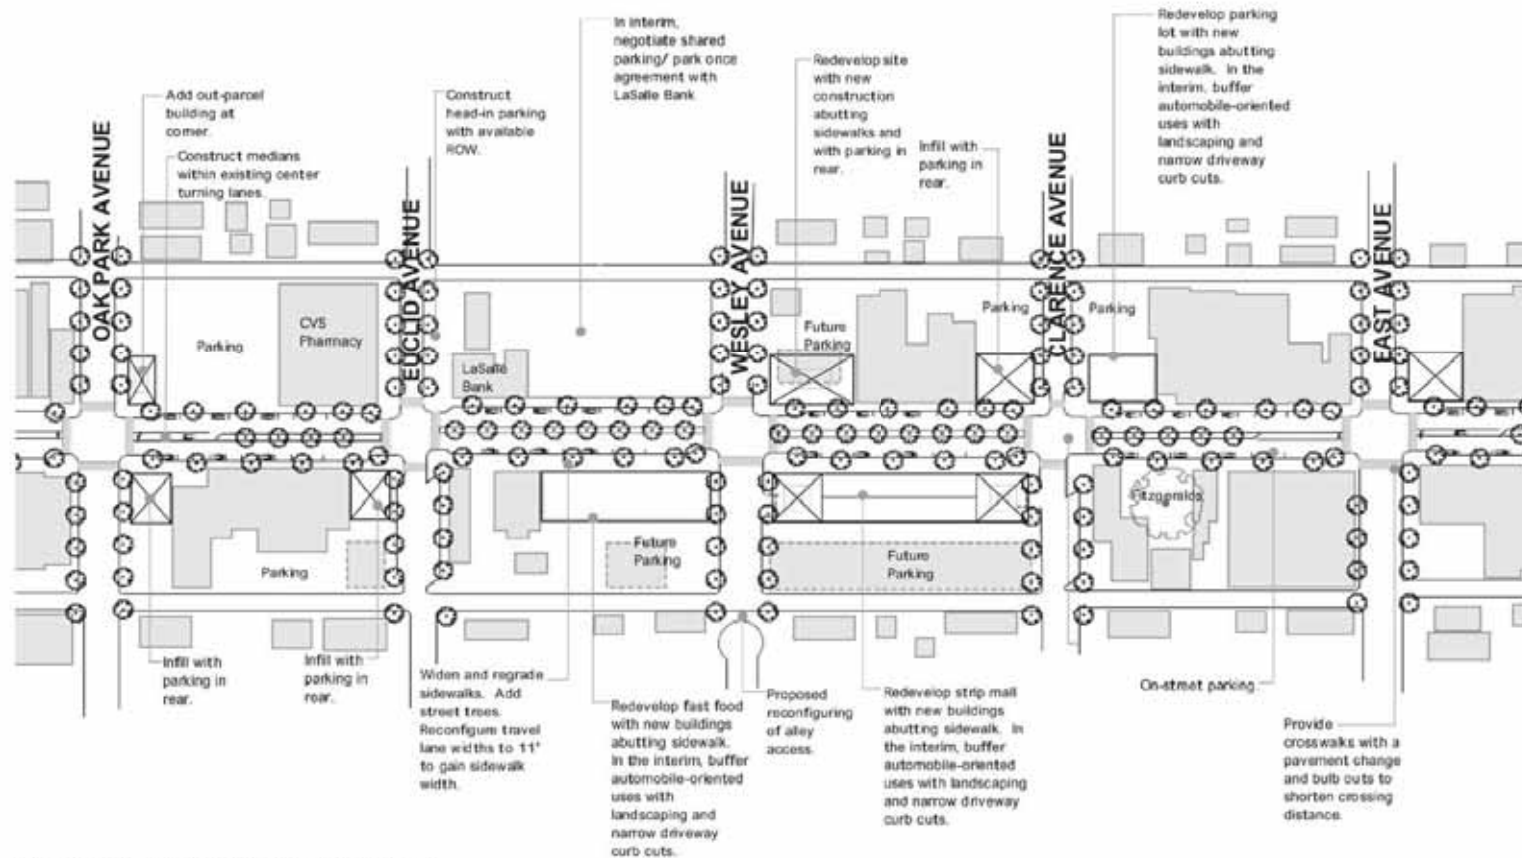 In interim,
negotiate shared
parking/ park once
agreement with
LaSalle Bank
Redevelop parking
lot with new
buildings abutting
sidewalk. In the
interim, buffer
automobile-oriented
uses with
landscaping and
narrow driveway
curb cuts.
Redevelop site
with new
construction
abutting
sidewalks and
with parking in
rear.
Add out-parcel
building at
corner.
Construct
head-in parking
with available
ROW.
Infill with
parking in
rear.
Construct medians
within existing center
turning lanes.
OAK PARK AVENUE
EUCLID AVENUE
WESLEY AVENUE
CLARENCE AVENUE
EAST AVENUE
Parking
CVS
Pharmacy
LaSalle
Bank
Future
Parking
Parking
Parking
Parking
Future
Parking
Future
Parking
Fitzgeralds
Infill with
parking in
rear.
Infill with
parking in
rear.
Widen and regrade
sidewalks. Add
street trees.
Reconfigure travel
lane widths to 11'
to gain sidewalk
width.
Redevelop fast food
with new buildings
abutting sidewalk.
In the interim, buffer
automobile-oriented
uses with
landscaping and
narrow driveway
curb cuts.
Proposed
reconfiguring
of alley
access.
Redevelop strip mall
with new buildings
abutting sidewalk. In
the interim, buffer
automobile-oriented
uses with landscaping
and narrow driveway
curb cuts.
On-street parking.
Provide
crosswalks with a
pavement change
and bulb outs to
shorten crossing
distance.